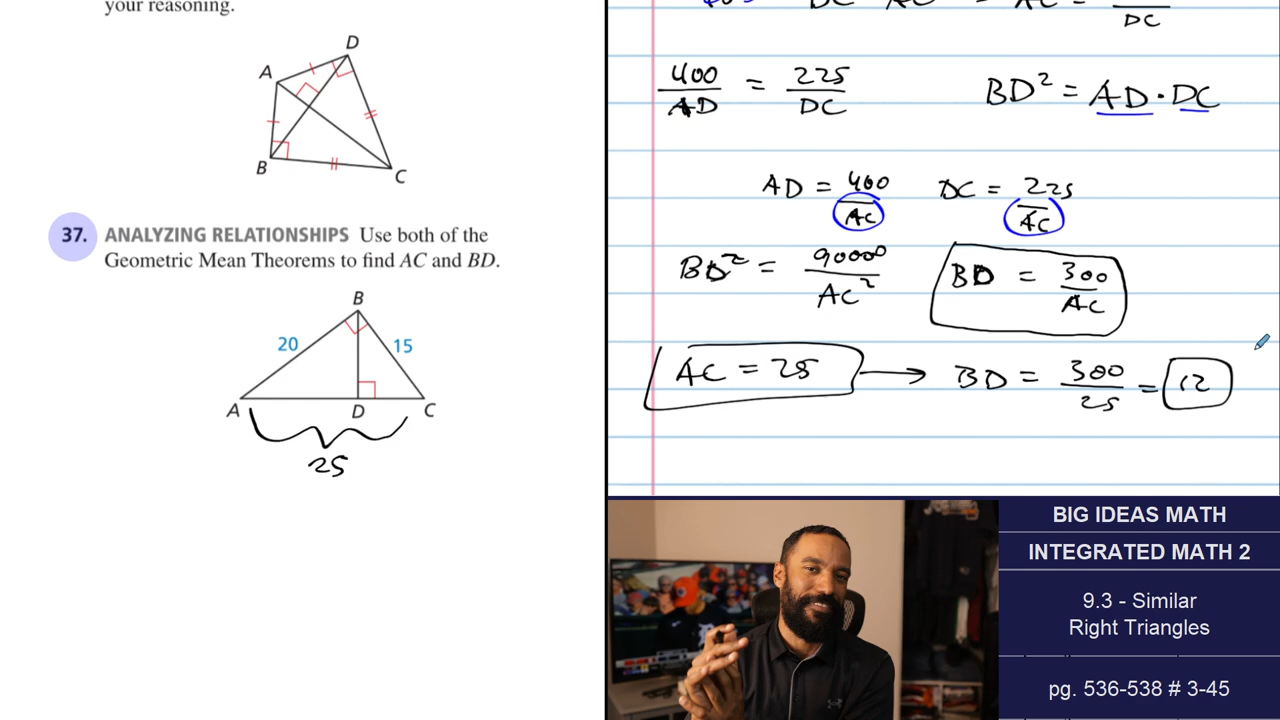 your reasoning.
A
D
B
C
37. ANALYZING RELATIONSHIPS Use both of the
Geometric Mean Theorems to find AC and BD.
B
20
15
A
D
C
25
AC =
DC
400/AD = 225/DC
BD² = AD · DC
AD = 400/AC
DC = 225/AC
BD² = 90000/AC²
BD = 300/AC
AC = 25 → BD = 300/25 = 12
BIG IDEAS MATH
INTEGRATED MATH 2
9.3 - Similar
Right Triangles
pg. 536-538 # 3-45